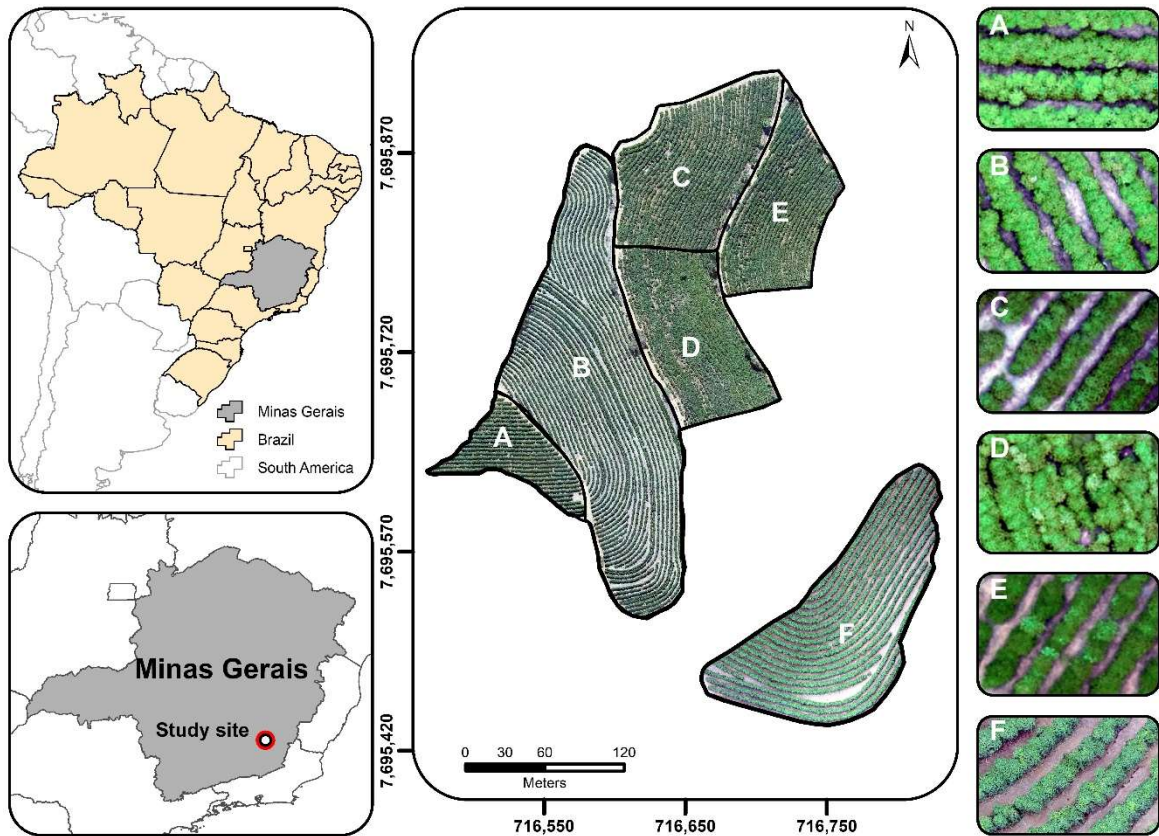 Minas Gerais
Brazil
South America
Minas Gerais
Study site
N
7,695,870
7,695,720
7,695,570
7,695,420
A
B
C
D
E
F
0 30 60 120
Meters
716,550 716,650 716,750
A
B
C
D
E
F